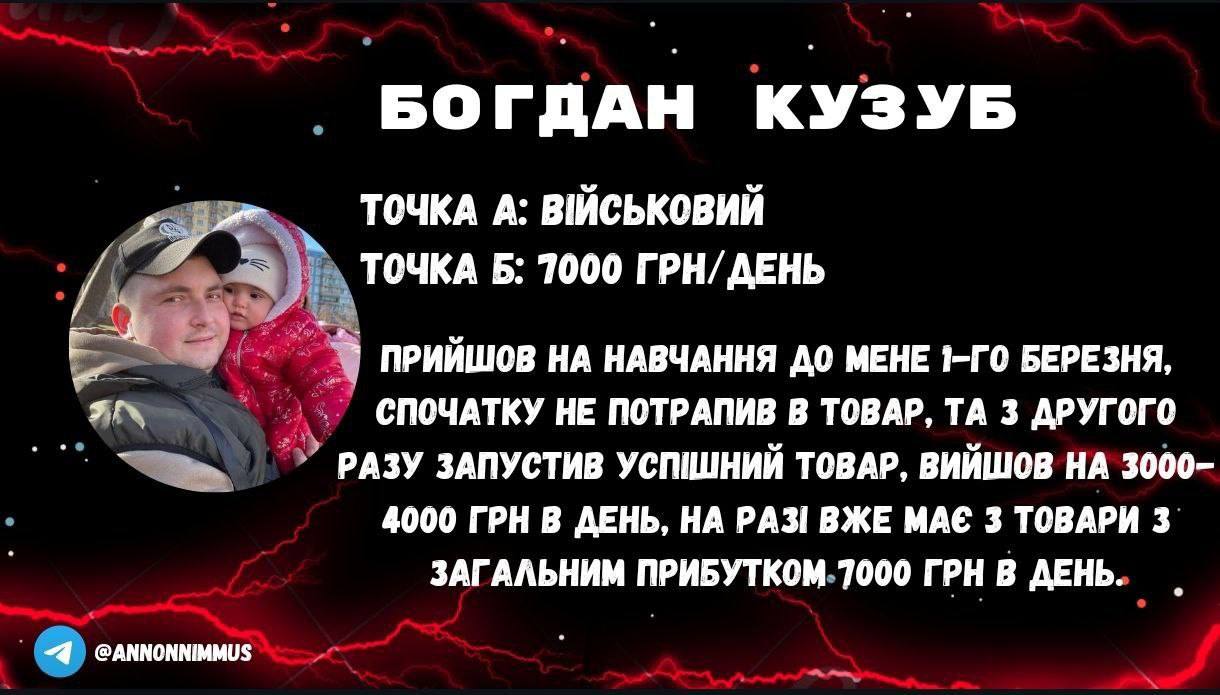 БОГДАН КУЗУБ
ТОЧКА А: ВІЙСЬКОВИЙ
ТОЧКА Б: 7000 ГРН/ДЕНЬ
ПРИЙШОВ НА НАВЧАННЯ ДО МЕНЕ 1-ГО БЕРЕЗНЯ,
СПОЧАТКУ НЕ ПОТРАПИВ В ТОВАР, ТА З ДРУГОГО
РАЗУ ЗАПУСТИВ УСПІШНИЙ ТОВАР, ВИЙШОВ НА 3000-
4000 ГРН В ДЕНЬ, НА РАЗІ ВЖЕ МАЄ 3 ТОВАРИ З
ЗАГАЛЬНИМ ПРИБУТКОМ 7000 ГРН В ДЕНЬ.
@ANNONNIMMUS